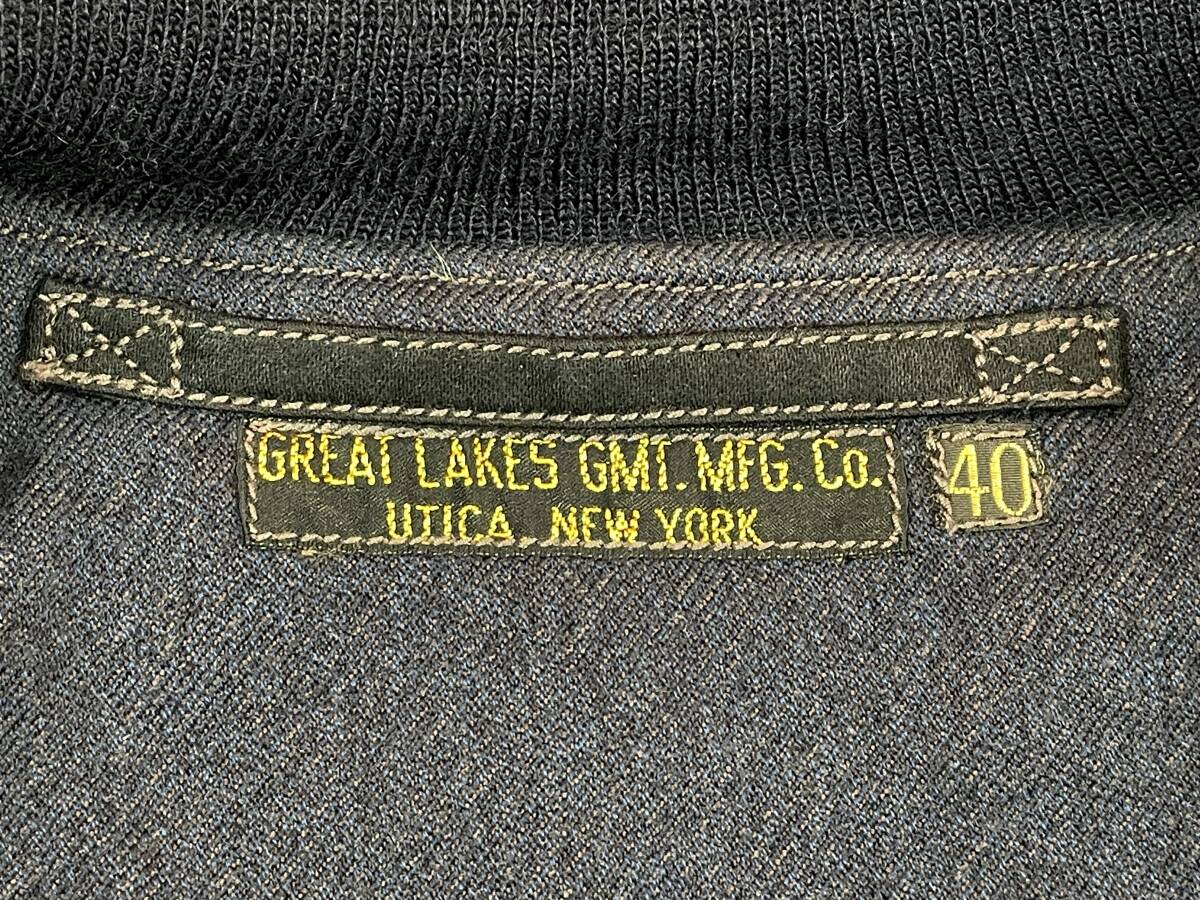 GREAT LAKES GMT. MFG. Co.
UTICA NEW YORK
40